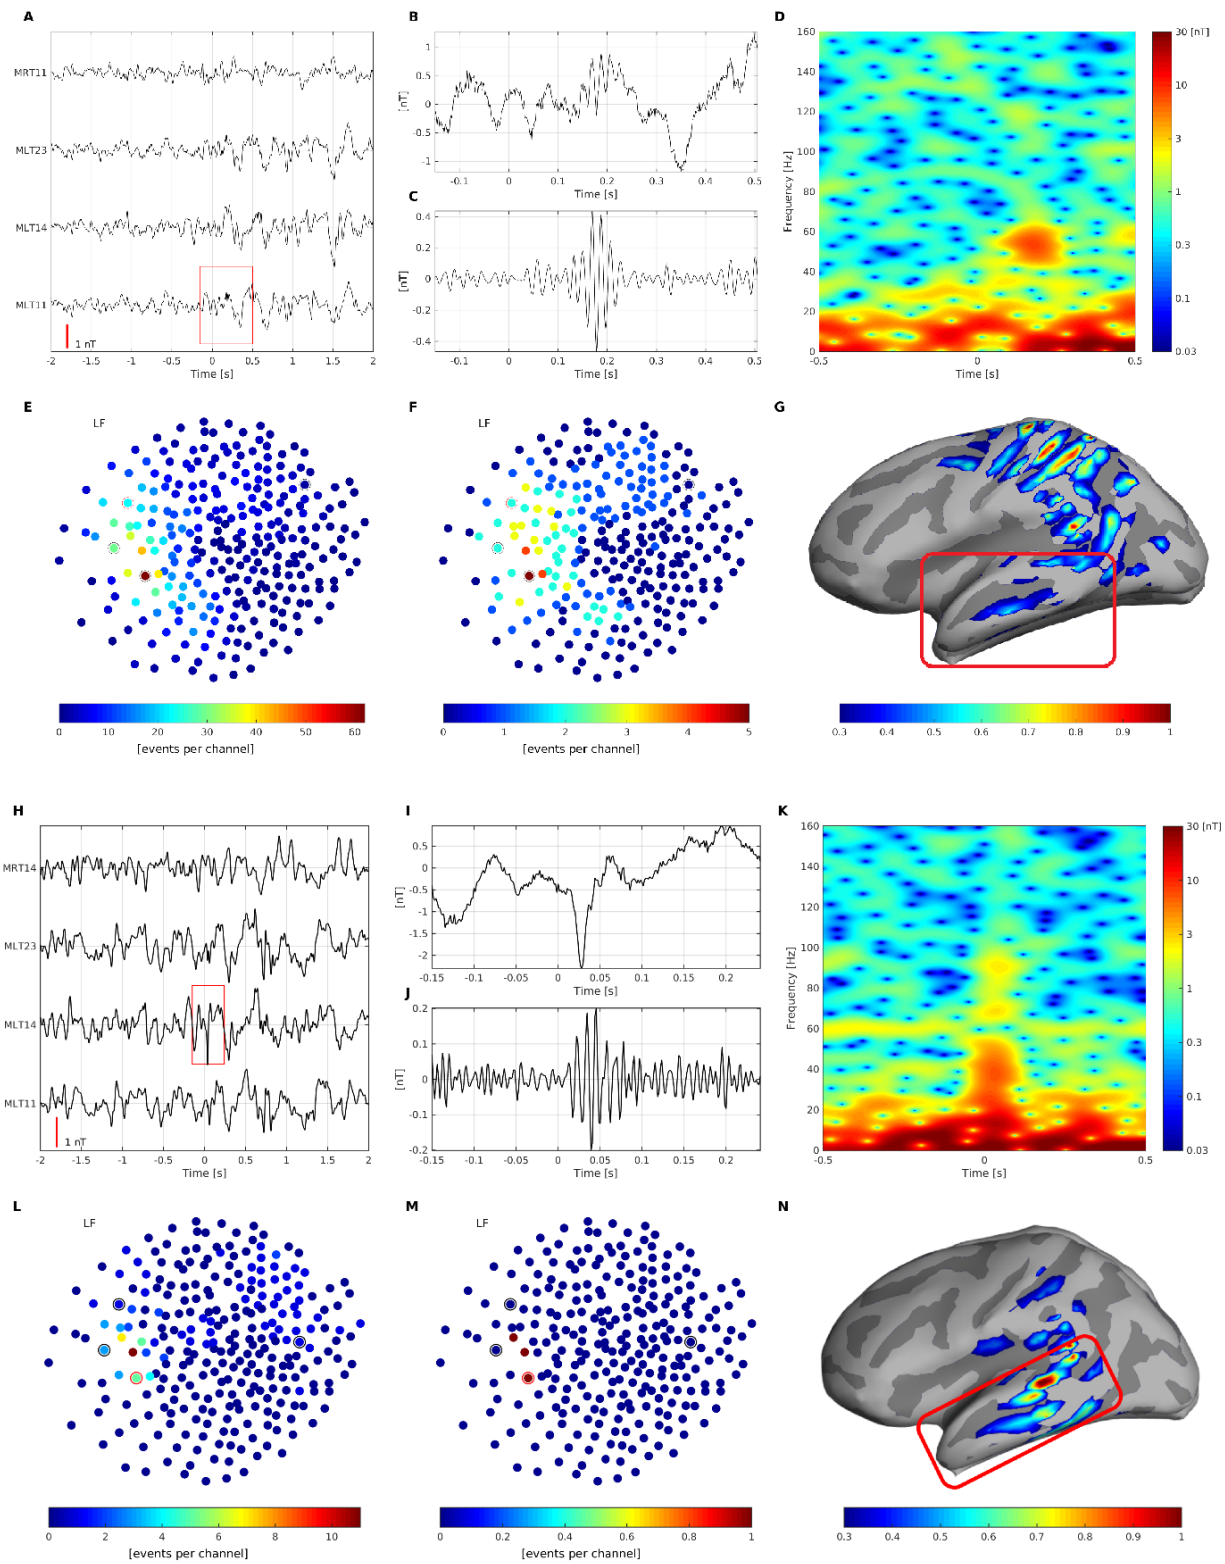 A
MRT11
MLT23
MLT14
MLT11
1 nT
-2 -1.5 -1 -0.5 0 0.5 1 1.5 2
Time [s]
B
1
0.5
0
-0.5
-1
[nT]
-0.1 0 0.1 0.2 0.3 0.4 0.5
Time [s]
C
0.4
0.2
0
-0.2
-0.4
[nT]
-0.1 0 0.1 0.2 0.3 0.4 0.5
Time [s]
D
160
140
120
100
80
60
40
20
0
Frequency [Hz]
-0.5 0 0.5
Time [s]
30 [nT]
10
3
1
0.3
0.1
0.03
E
LF
0 10 20 30 40 50 60
[events per channel]
F
LF
0 1 2 3 4 5
[events per channel]
G
0.3 0.4 0.5 0.6 0.7 0.8 0.9 1
H
MRT14
MLT23
MLT14
MLT11
1 nT
-2 -1.5 -1 -0.5 0 0.5 1 1.5 2
Time [s]
I
0.5
0
-0.5
-1
-1.5
-2
[nT]
-0.15 -0.1 -0.05 0 0.05 0.1 0.15 0.2
Time [s]
J
0.2
0.1
0
-0.1
-0.2
[nT]
-0.15 -0.1 -0.05 0 0.05 0.1 0.15 0.2
Time [s]
K
160
140
120
100
80
60
40
20
0
Frequency [Hz]
-0.5 0 0.5
Time [s]
30 [nT]
10
3
1
0.3
0.1
0.03
L
LF
0 2 4 6 8 10
[events per channel]
M
LF
0 0.2 0.4 0.6 0.8 1
[events per channel]
N
0.3 0.4 0.5 0.6 0.7 0.8 0.9 1